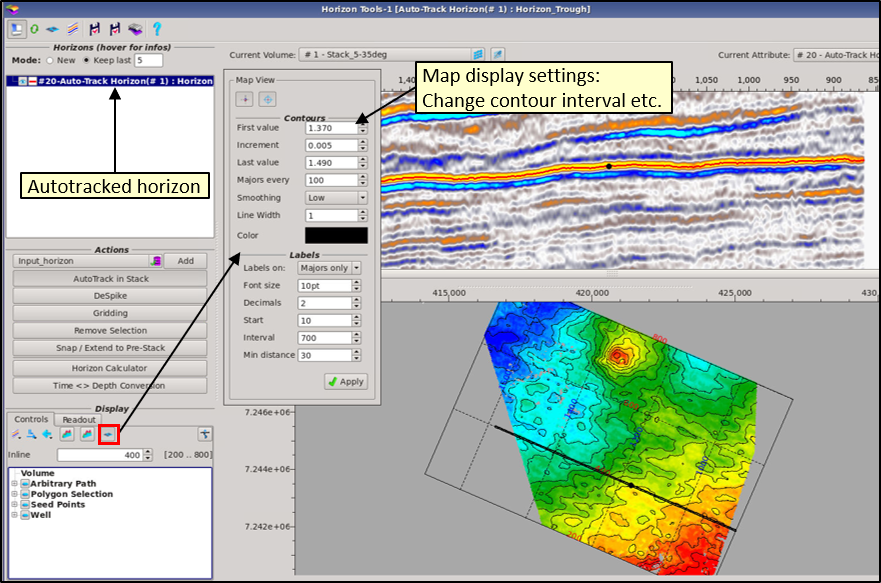 Horizon Tools-1 [Auto-Track Horizon(# 1) : Horizon_Trough]
Horizons (hover for infos)
Mode: New Keep last 5
#20-Auto-Track Horizon(# 1) : Horizon
Autotracked horizon
Actions
Input_horizon Add
AutoTrack in Stack
DeSpike
Gridding
Remove Selection
Snap / Extend to Pre-Stack
Horizon Calculator
Time <> Depth Conversion
Display
Controls Readout
Inline 400 [200 .. 800]
Volume
Arbitrary Path
Polygon Selection
Seed Points
Well
Current Volume: # 1 - Stack_5-35deg
Current Attribute: # 20 - Auto-Track Ho
Map View
Contours
First value 1.370
Increment 0.005
Last value 1.490
Majors every 100
Smoothing Low
Line Width 1
Color
Labels
Labels on: Majors only
Font size 10pt
Decimals 2
Start 10
Interval 700
Min distance 30
Apply
Map display settings:
Change contour interval etc.
1,050 950 900 850
415,000 420,000 425,000 430,
7.246e+06
7.244e+06
7.242e+06